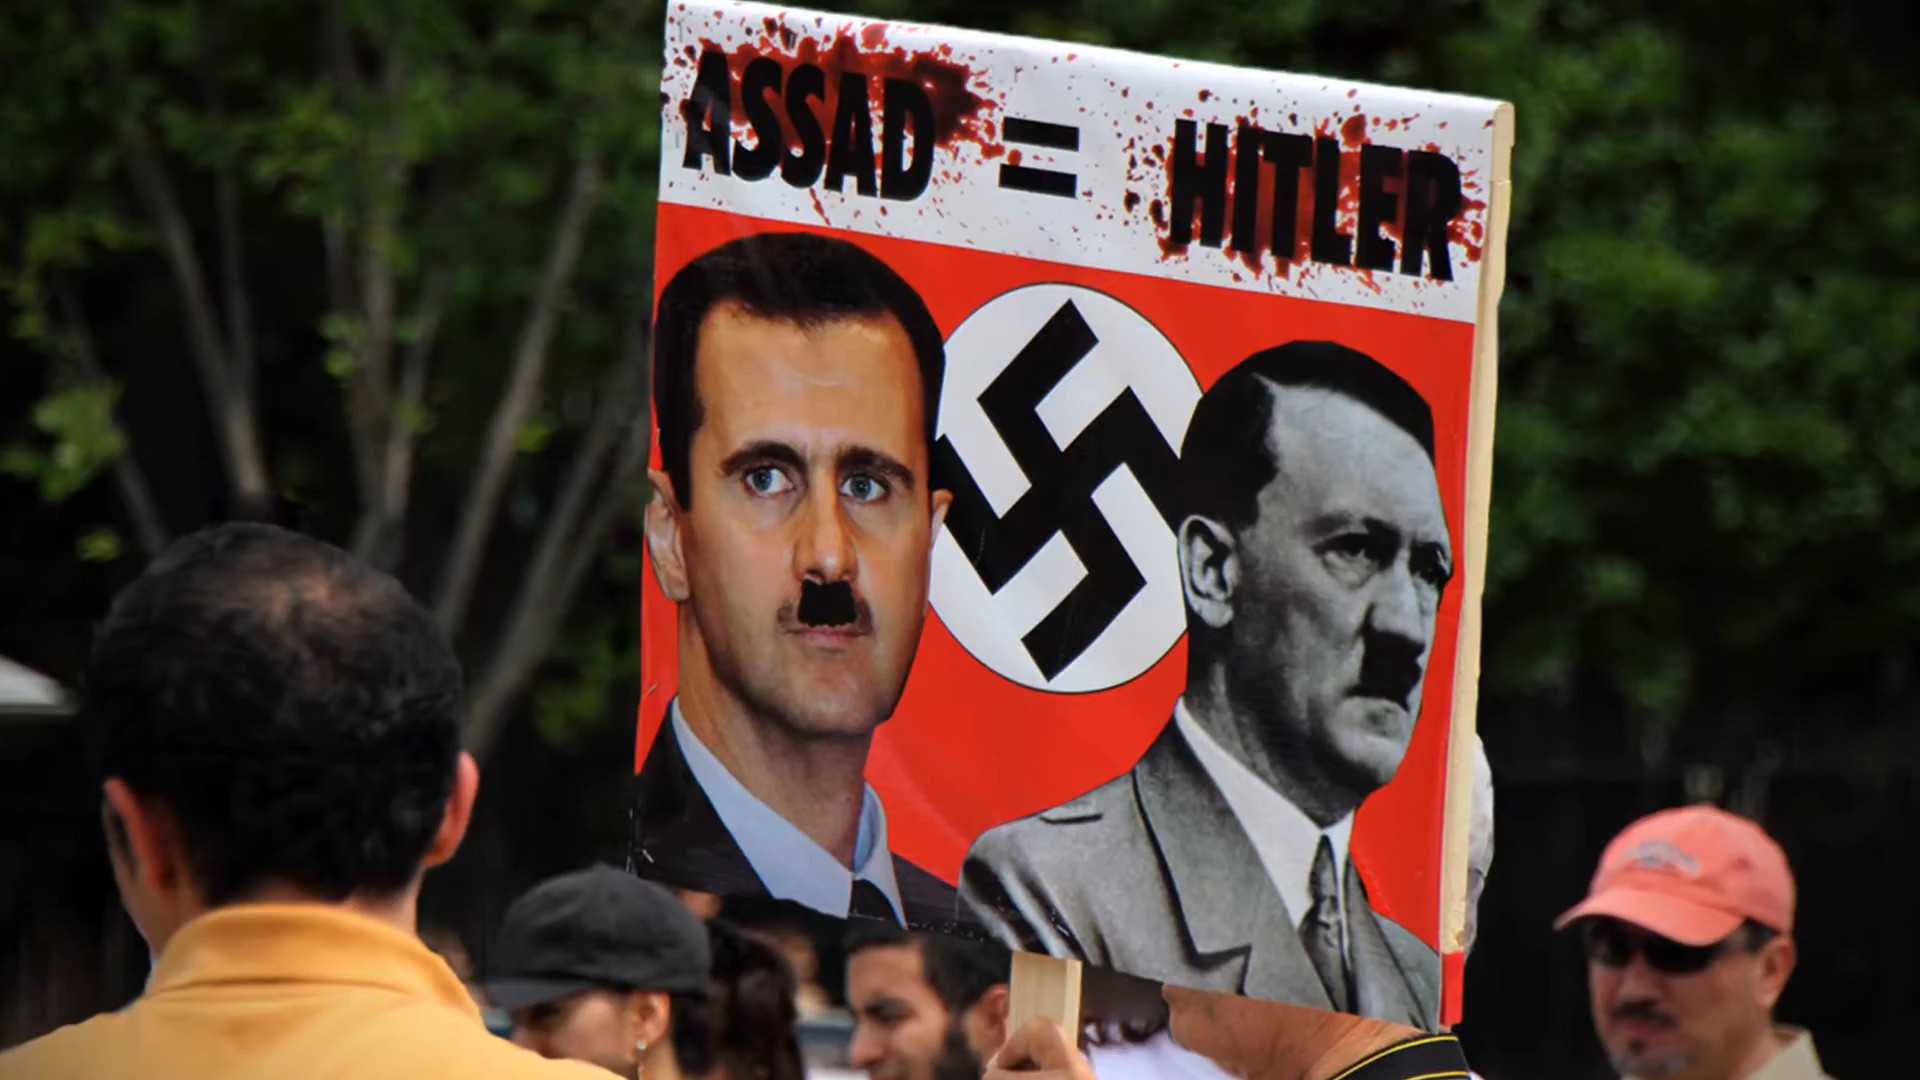 ASSAD = HITLER